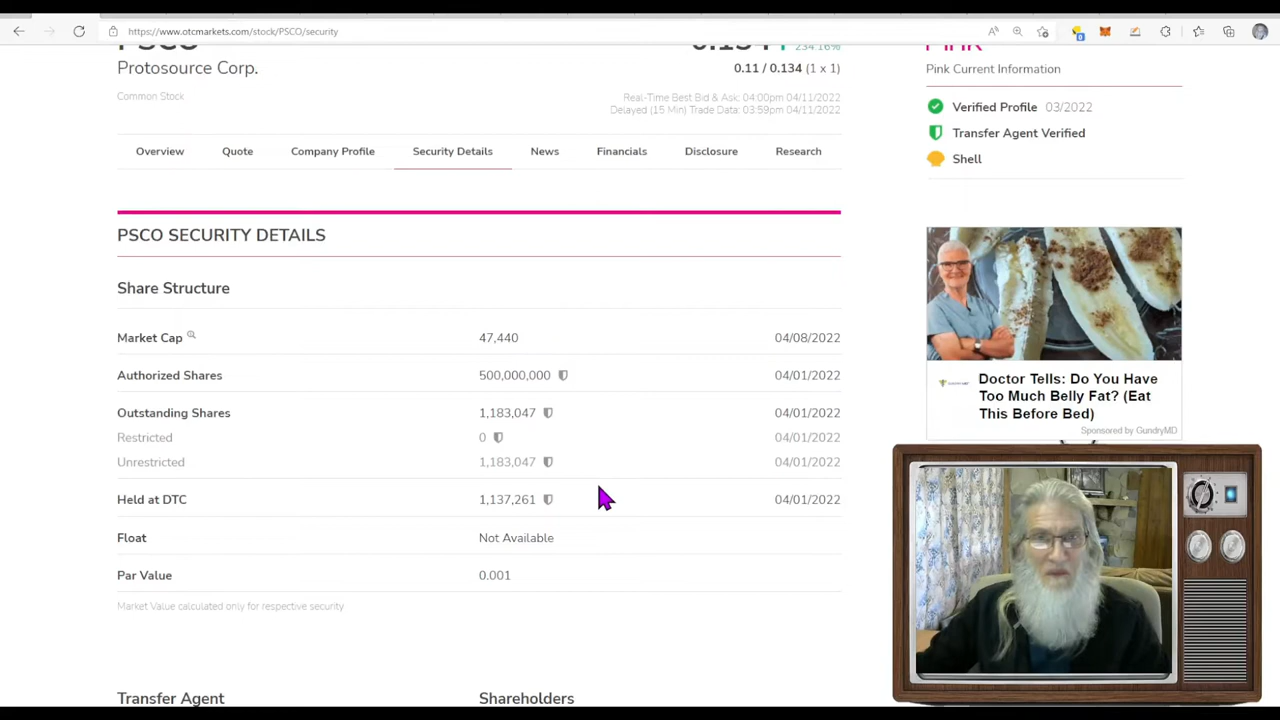 https://www.otcmarkets.com/stock/PSCO/security
PSCO
0.134
234.16%
Protosource Corp.
0.11 / 0.134 (1 x 1)
Common Stock
Real-Time Best Bid & Ask: 04:00pm 04/11/2022
Delayed (15 Min) Trade Data: 03:59pm 04/11/2022
Overview Quote Company Profile Security Details News Financials Disclosure Research
PSCO SECURITY DETAILS
Share Structure
Market Cap 47,440 04/08/2022
Authorized Shares 500,000,000 04/01/2022
Outstanding Shares 1,183,047 04/01/2022
Restricted 0 04/01/2022
Unrestricted 1,183,047 04/01/2022
Held at DTC 1,137,261 04/01/2022
Float Not Available
Par Value 0.001
Market Value calculated only for respective security
Transfer Agent Shareholders
Pink
Pink Current Information
Verified Profile 03/2022
Transfer Agent Verified
Shell
Doctor Tells: Do You Have
Too Much Belly Fat? (Eat
This Before Bed)
Sponsored by GundryMD